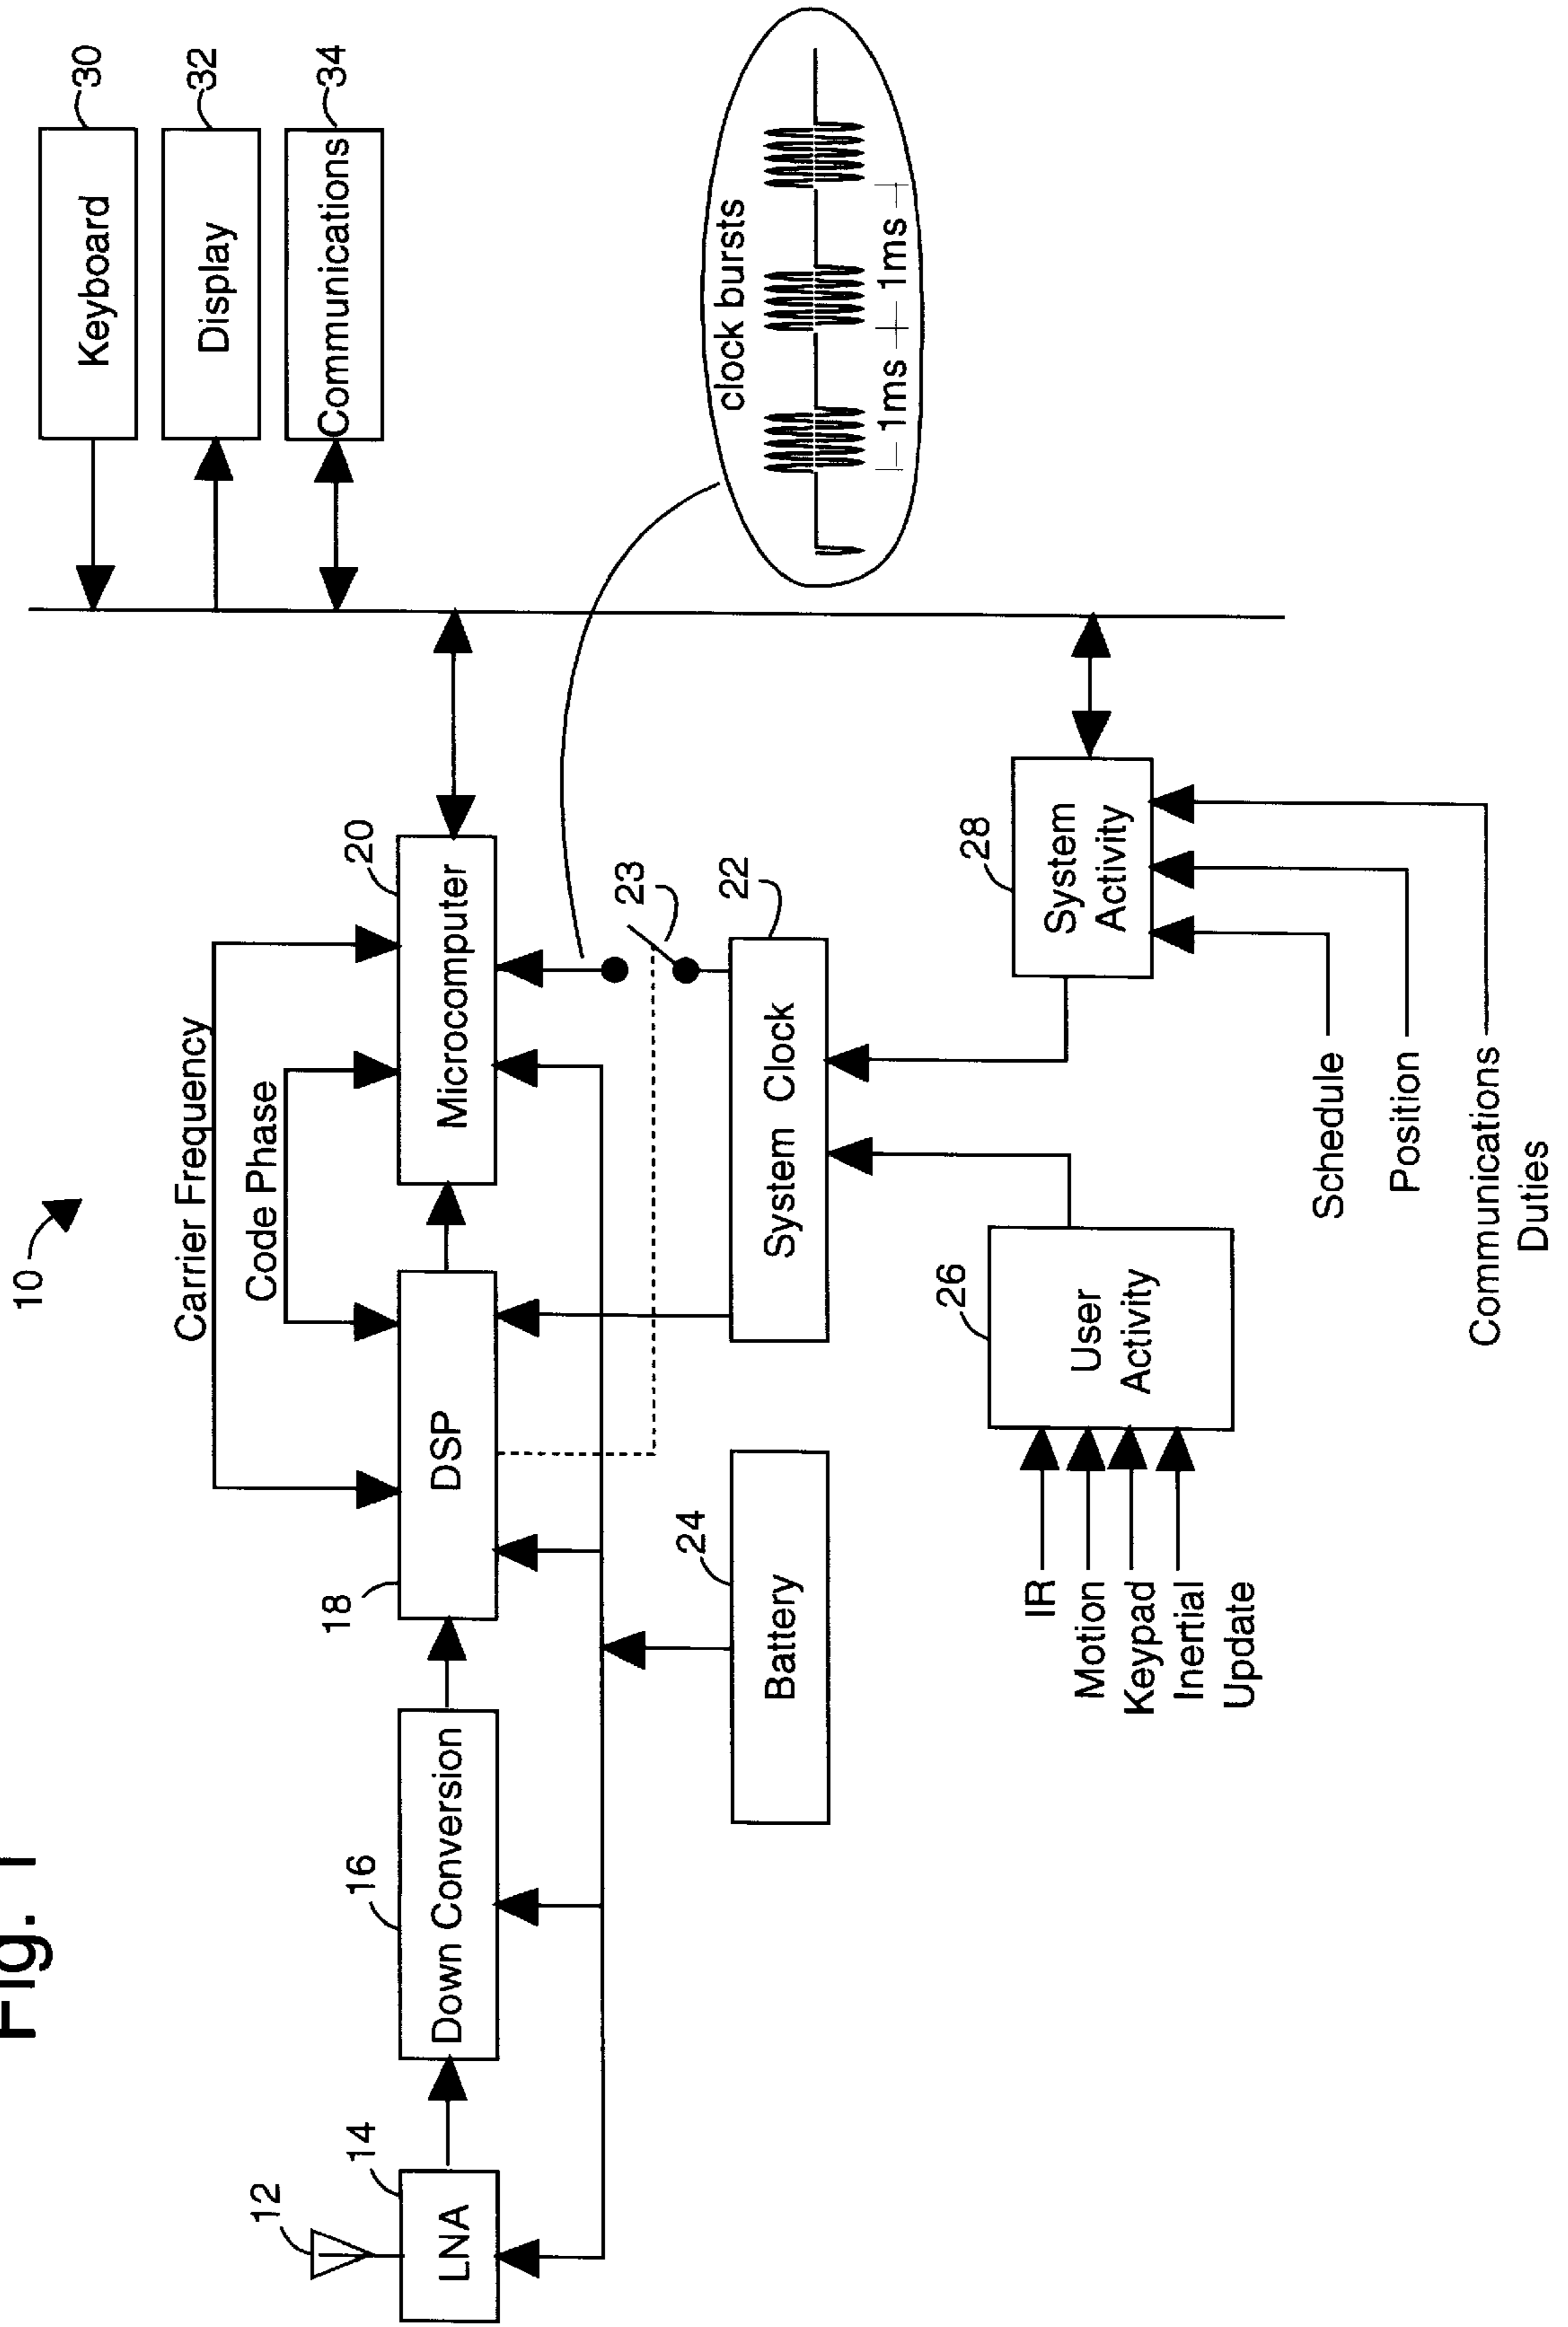 Fig. 1
10
12
14
LNA
16
Down Conversion
18
DSP
Carrier Frequency
Code Phase
20
Microcomputer
Keyboard
30
Display
32
Communications
34
clock bursts
1ms
1ms
23
22
System Clock
24
Battery
26
User
Activity
IR
Motion
Keypad
Inertial
Update
28
System
Activity
Schedule
Position
Communications
Duties